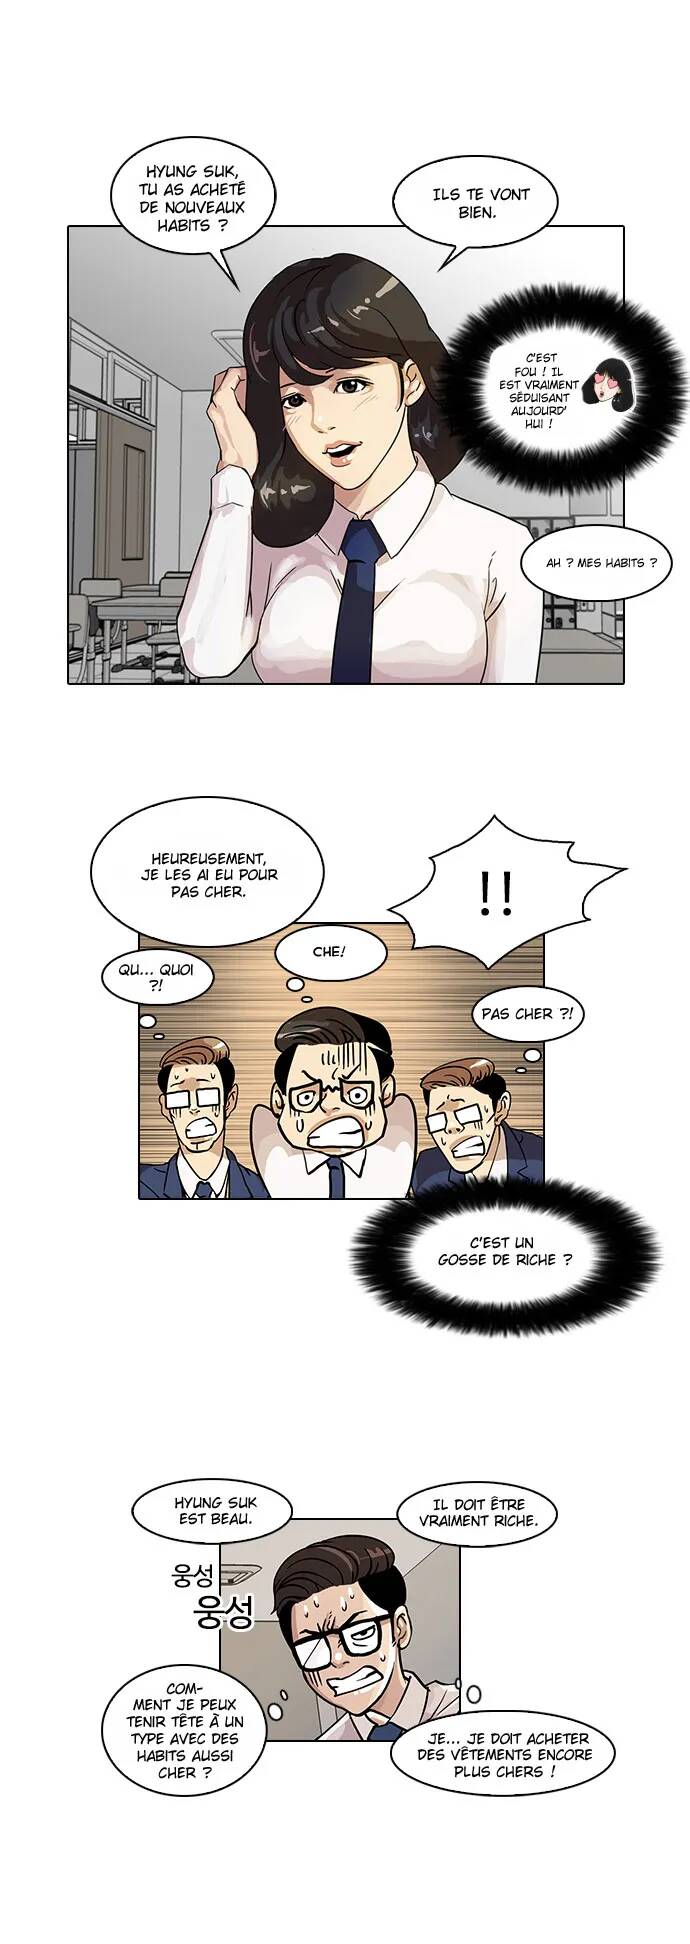 HYUNG SUK,
TU AS ACHETÉ
DE NOUVEAUX
HABITS ?
ILS TE VONT
BIEN.
C'EST
FOU ! IL
EST VRAIMENT
SÉDUISANT
AUJOURD'
HUI !
AH ? MES HABITS ?
HEUREUSEMENT,
JE LES AI EU POUR
PAS CHER.
!!
QU... QUOI
?!
CHE!
PAS CHER ?!
C'EST UN
GOSSE DE RICHE ?
HYUNG SUK
EST BEAU.
IL DOIT ÊTRE
VRAIMENT RICHE.
웅성
웅성
COM-
MENT JE PEUX
TENIR TÊTE À UN
TYPE AVEC DES
HABITS AUSSI
CHER ?
JE... JE DOIT ACHETER
DES VÊTEMENTS ENCORE
PLUS CHERS !